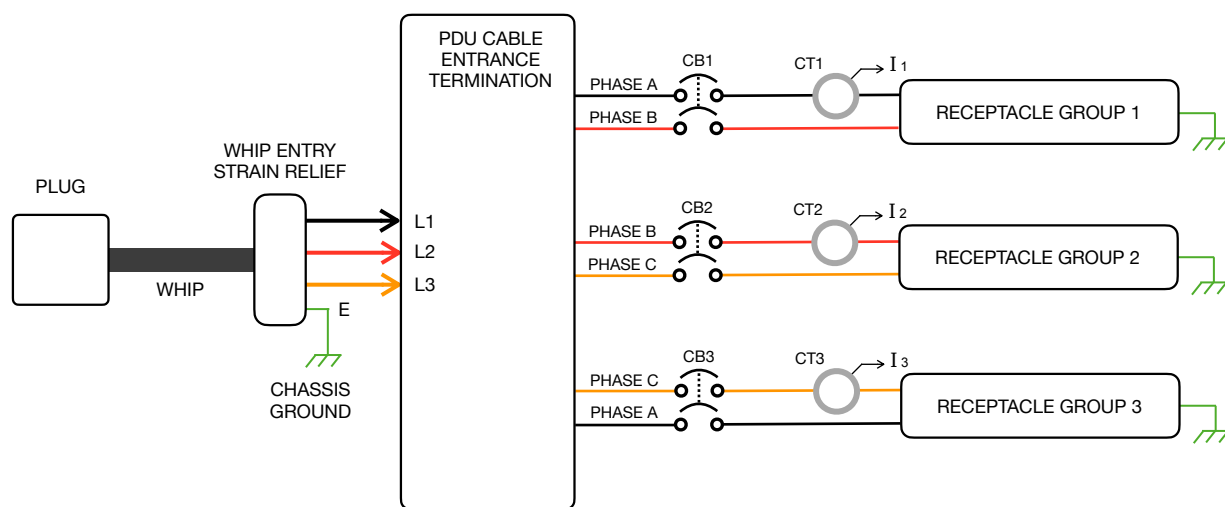 PLUG
WHIP
WHIP ENTRY
STRAIN RELIEF
L1
L2
L3
E
CHASSIS
GROUND
PDU CABLE
ENTRANCE
TERMINATION
PHASE A
PHASE B
CB1
CT1
I 1
RECEPTACLE GROUP 1
PHASE B
PHASE C
CB2
CT2
I 2
RECEPTACLE GROUP 2
PHASE C
PHASE A
CB3
CT3
I 3
RECEPTACLE GROUP 3